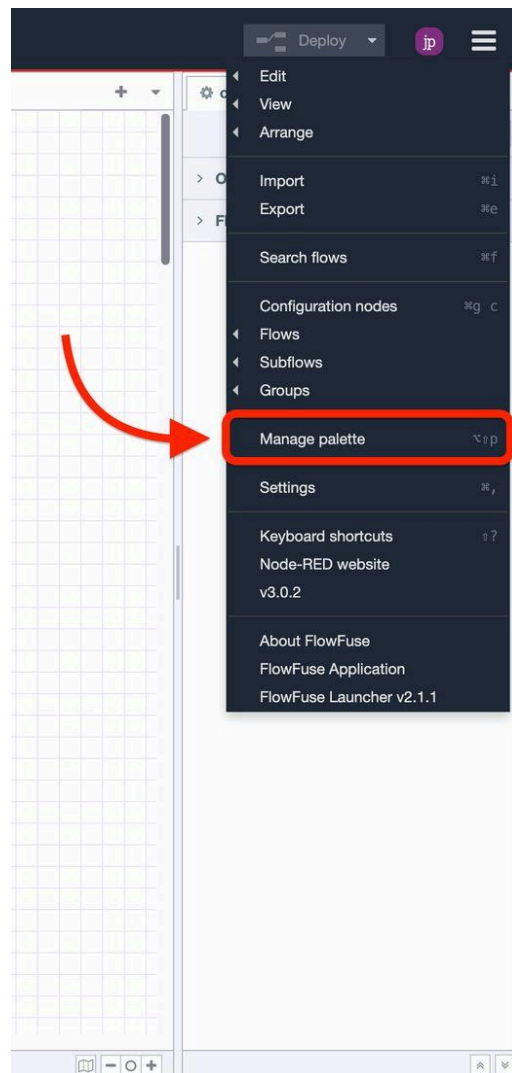 Deploy
jp
Edit
View
Arrange
Import ⌘i
Export ⌘e
Search flows ⌘f
Configuration nodes ⌘g c
Flows
Subflows
Groups
Manage palette ⌥⇧p
Settings ⌘,
Keyboard shortcuts ⇧?
Node-RED website
v3.0.2
About FlowFuse
FlowFuse Application
FlowFuse Launcher v2.1.1